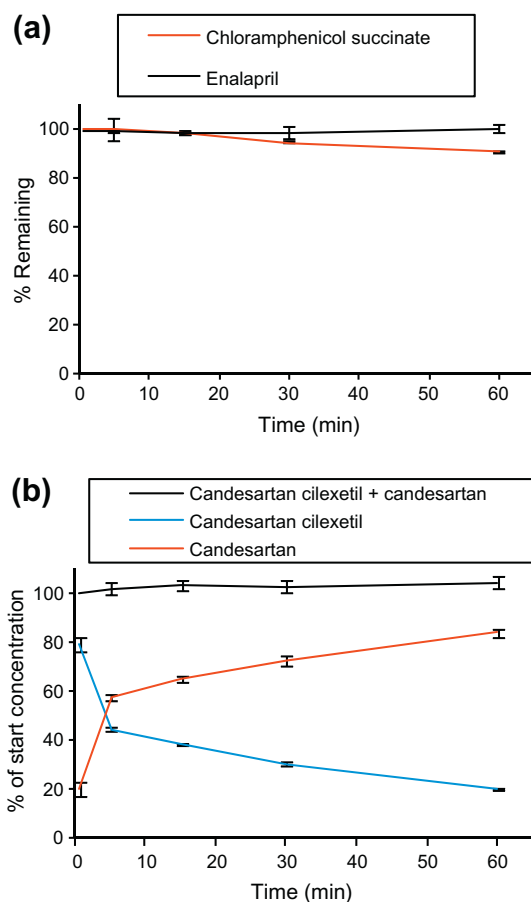 (a)
Chloramphenicol succinate
Enalapril
% Remaining
100
80
60
40
20
0
0 10 20 30 40 50 60
Time (min)
(b)
Candesartan cilexetil + candesartan
Candesartan cilexetil
Candesartan
% of start concentration
100
80
60
40
20
0
0 10 20 30 40 50 60
Time (min)